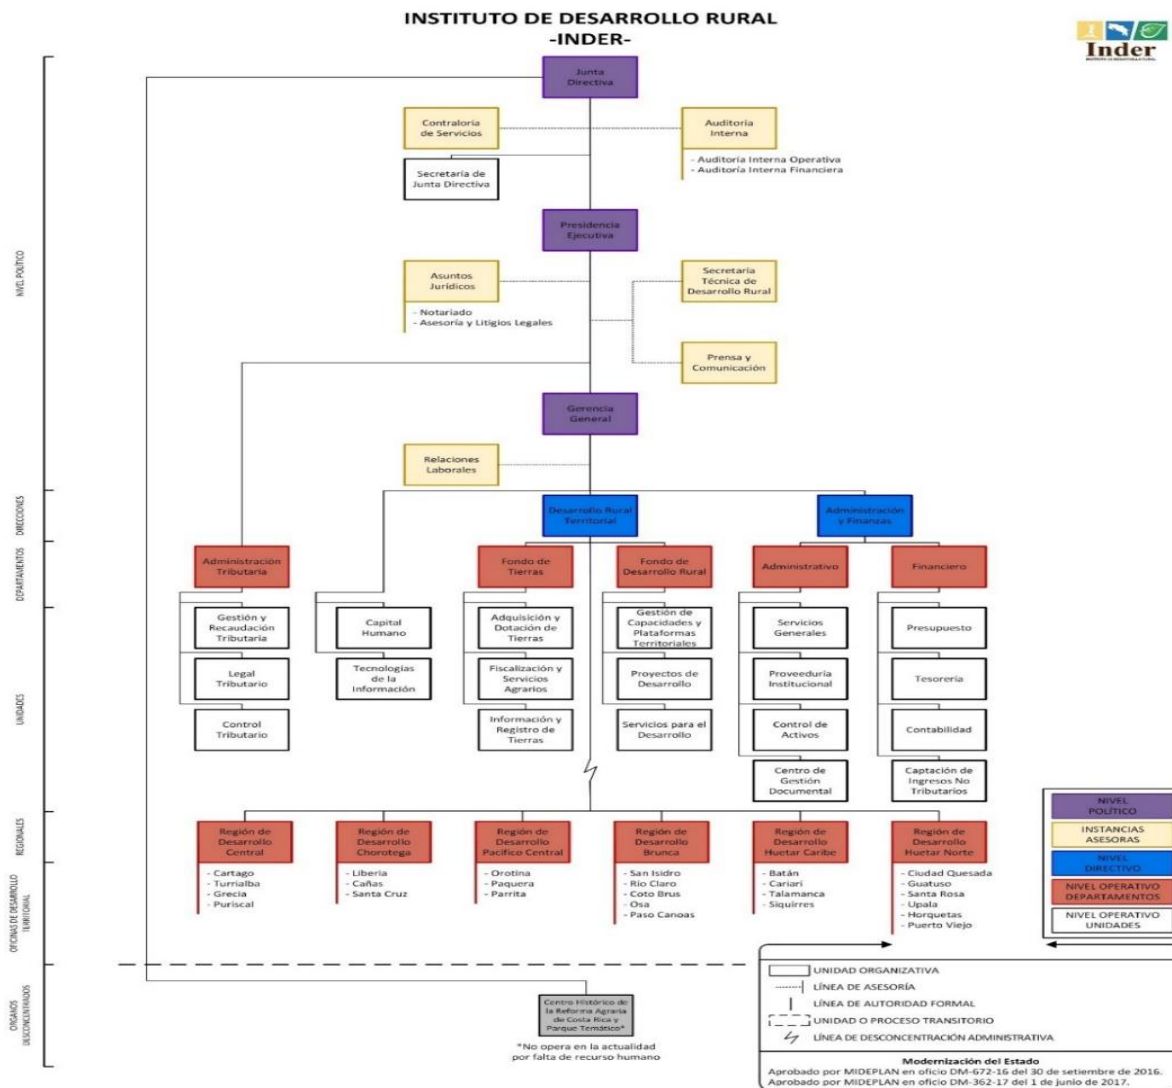 INSTITUTO DE DESARROLLO RURAL
-INDER-
Inder
Junta
Directiva
Contraloría
de Servicios
Auditoría
Interna
- Auditoría Interna Operativa
- Auditoría Interna Financiera
Secretaría de
Junta Directiva
Presidencia
Ejecutiva
NIVEL POLÍTICO
Asuntos
Jurídicos
- Notariado
- Asesoría y Litigios Legales
Secretaría
Técnica de
Desarrollo Rural
Prensa y
Comunicación
Gerencia
General
Relaciones
Laborales
DIRECCIONES
Desarrollo Rural
Territorial
Administración
y Finanzas
DEPARTAMENTOS
Administración
Tributaria
Fondo de
Tierras
Fondo de
Desarrollo Rural
Administrativo
Financiero
UNIDADES
Gestión y
Recaudación
Tributaria
Capital
Humano
Adquisición y
Dotación de
Tierras
Gestión de
Capacidades y
Plataformas
Territoriales
Servicios
Generales
Presupuesto
Legal
Tributario
Tecnologías
de la
Información
Fiscalización y
Servicios
Agrarios
Proyectos de
Desarrollo
Proveeduría
Institucional
Tesorería
Control
Tributario
Información y
Registro de
Tierras
Servicios para el
Desarrollo
Control de
Activos
Contabilidad
Centro de
Gestión
Documental
Captación de
Ingresos No
Tributarios
REGIONALES
Región de
Desarrollo
Central
Región de
Desarrollo
Chorotega
Región de
Desarrollo
Pacífico Central
Región de
Desarrollo
Brunca
Región de
Desarrollo
Huetar Caribe
Región de
Desarrollo
Huetar Norte
OFICINAS DE DESARROLLO
TERRITORIAL
- Cartago
- Turrialba
- Grecia
- Puriscal
- Liberia
- Cañas
- Santa Cruz
- Orotina
- Paquera
- Parrita
- San Isidro
- Río Claro
- Coto Brus
- Osa
- Paso Canoas
- Batán
- Cariari
- Talamanca
- Siquirres
- Ciudad Quesada
- Guatuso
- Santa Rosa
- Upala
- Horquetas
- Puerto Viejo
NIVEL
POLÍTICO
INSTANCIAS
ASESORAS
NIVEL
DIRECTIVO
NIVEL OPERATIVO
DEPARTAMENTOS
NIVEL OPERATIVO
UNIDADES
ORGANOS
DESCONCENTRADOS
Centro Histórico de
la Reforma Agraria
de Costa Rica y
Parque Temático*
*No opera en la actualidad
por falta de recurso humano
UNIDAD ORGANIZATIVA
LÍNEA DE ASESORÍA
LÍNEA DE AUTORIDAD FORMAL
UNIDAD O PROCESO TRANSITORIO
LÍNEA DE DESCONCENTRACIÓN ADMINISTRATIVA
Modernización del Estado
Aprobado por MIDEPLAN en oficio DM-672-16 del 30 de setiembre de 2016.
Aprobado por MIDEPLAN en oficio DM-362-17 del 1 de junio de 2017.